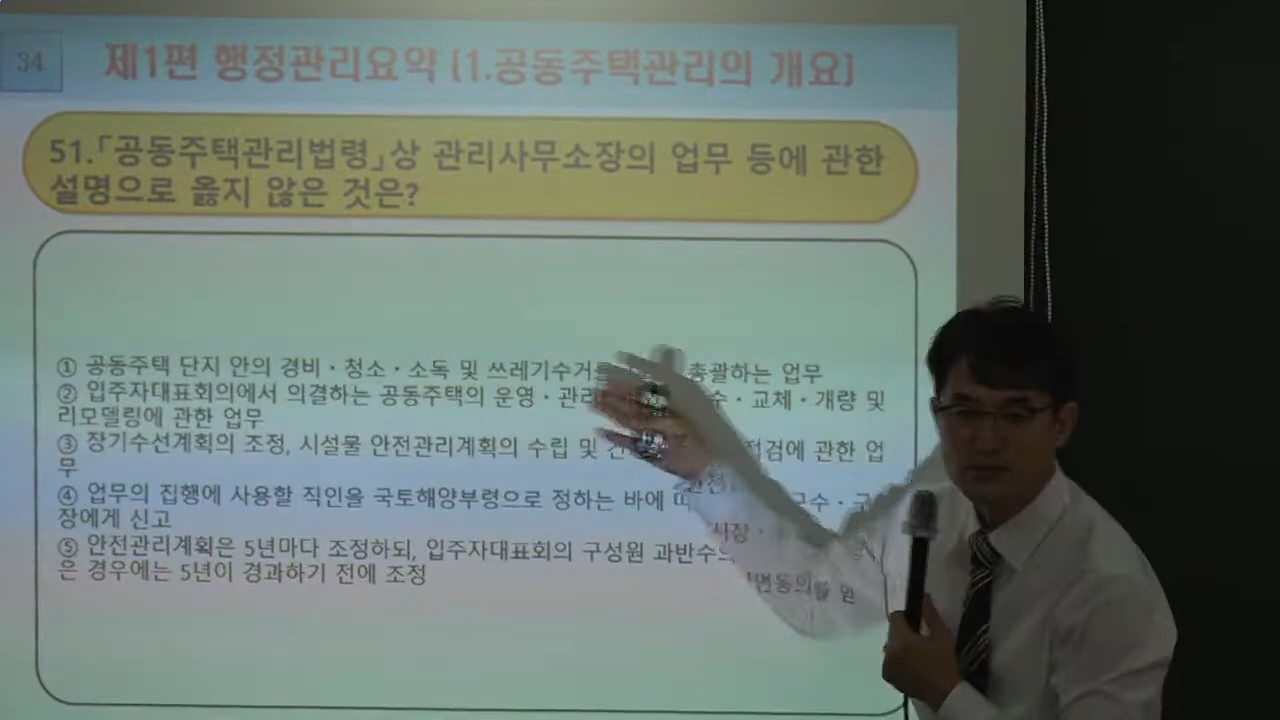 34
제1편 행정관리요약 [1.공동주택관리의 개요]
51.「공동주택관리법령」상 관리사무소장의 업무 등에 관한
설명으로 옳지 않은 것은?
① 공동주택 단지 안의 경비·청소·소독 및 쓰레기수거 총괄하는 업무
② 입주자대표회의에서 의결하는 공동주택의 운영·관리 ·교체·개량 및
리모델링에 관한 업무
③ 장기수선계획의 조정, 시설물 안전관리계획의 수립 및 점검에 관한 업
무
④ 업무의 집행에 사용할 직인을 국토해양부령으로 정하는 바에 시장·군수·구
장에게 신고
⑤ 안전관리계획은 5년마다 조정하되, 입주자대표회의 구성원
은 경우에는 5년이 경과하기 전에 조정